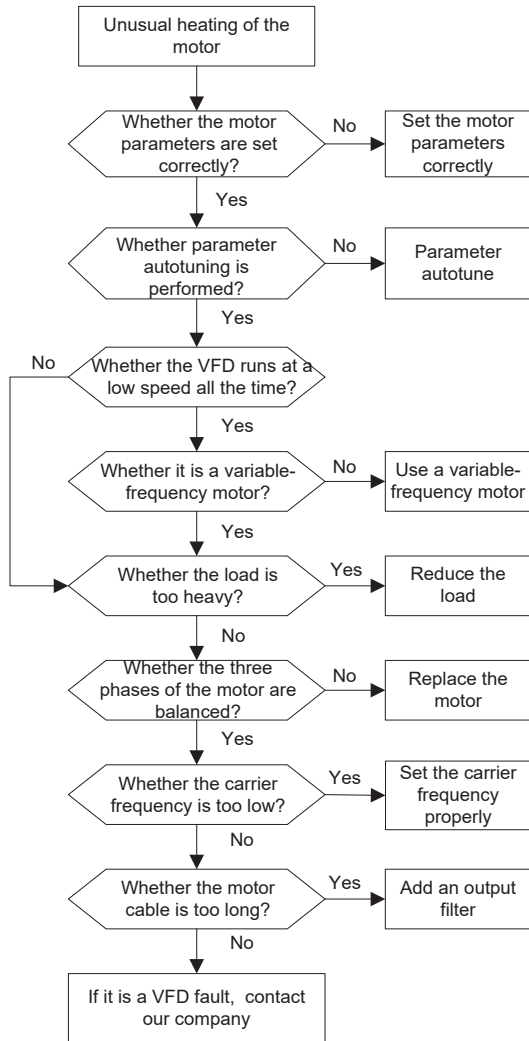 Unusual heating of the
motor
Whether the motor
parameters are set
correctly?
No
Set the motor
parameters
correctly
Yes
Whether parameter
autotuning is
performed?
No
Parameter
autotune
Yes
No
Whether the VFD runs at a
low speed all the time?
Yes
Whether it is a variable-
frequency motor?
No
Use a variable-
frequency motor
Yes
Whether the load is
too heavy?
Yes
Reduce the
load
No
Whether the three
phases of the motor are
balanced?
No
Replace the
motor
Yes
Whether the carrier
frequency is too low?
Yes
Set the carrier
frequency
properly
No
Whether the motor
cable is too long?
Yes
Add an output
filter
No
If it is a VFD fault, contact
our company